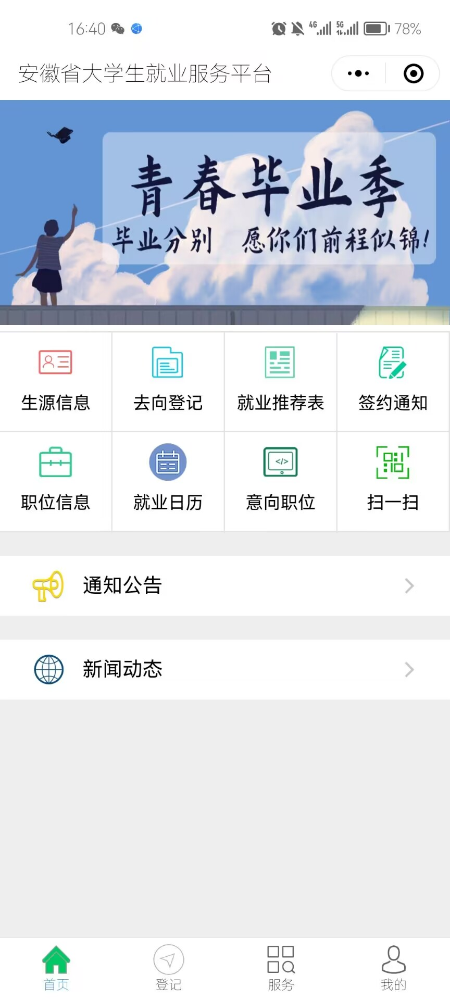 16:40 4G 5G 78%
安徽省大学生就业服务平台
青春毕业季
毕业分别 愿你们前程似锦!
生源信息 去向登记 就业推荐表 签约通知
职位信息 就业日历 意向职位 扫一扫
通知公告
新闻动态
首页 登记 服务 我的